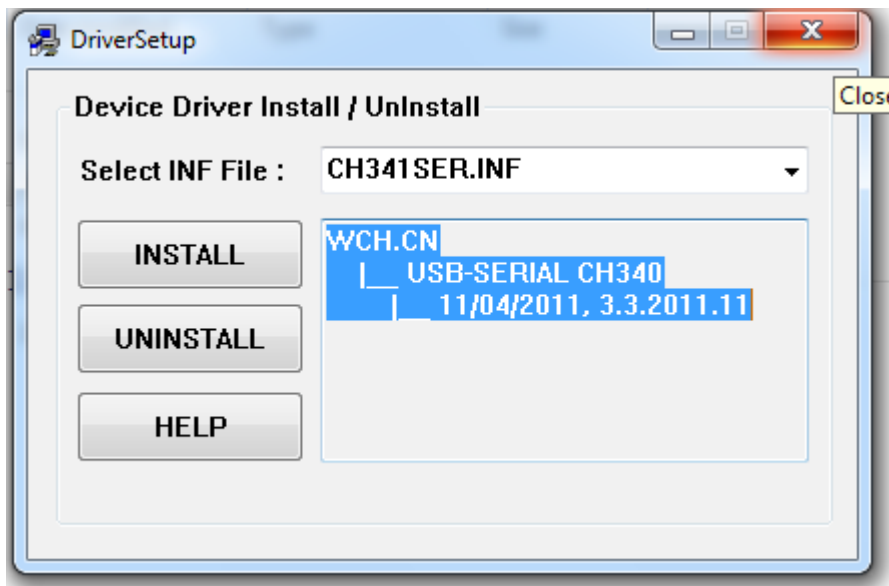 DriverSetup
Close
Device Driver Install / UnInstall
Select INF File :
CH341SER.INF
INSTALL
WCH.CN
|__ USB-SERIAL CH340
|__ 11/04/2011, 3.3.2011.11
UNINSTALL
HELP